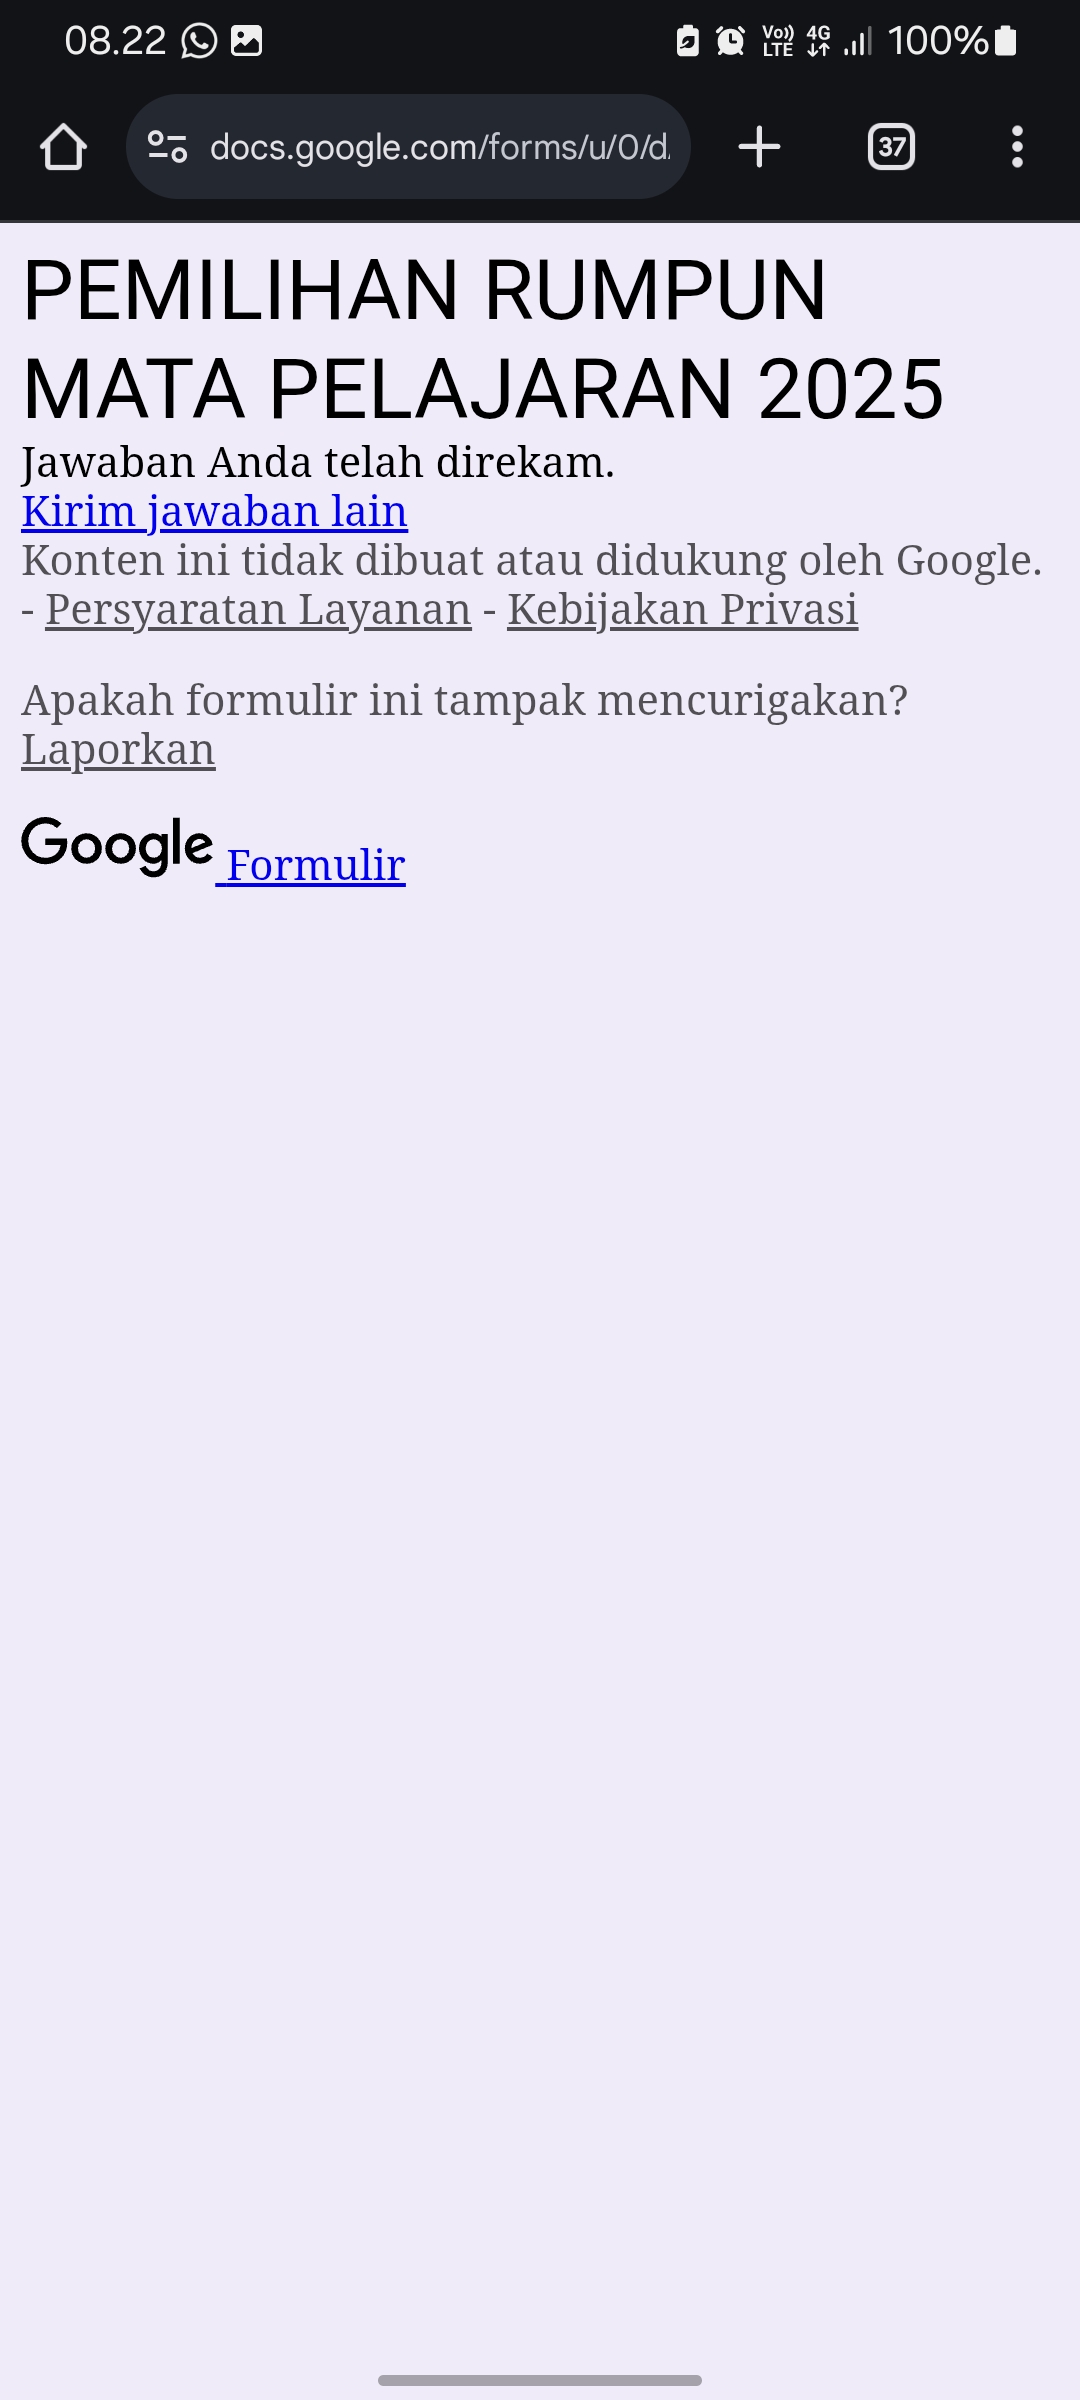 08.22
Vo)) LTE 4G 100%
docs.google.com/forms/u/0/d/
37
PEMILIHAN RUMPUN
MATA PELAJARAN 2025
Jawaban Anda telah direkam.
Kirim jawaban lain
Konten ini tidak dibuat atau didukung oleh Google.
- Persyaratan Layanan - Kebijakan Privasi
Apakah formulir ini tampak mencurigakan?
Laporkan
Google Formulir